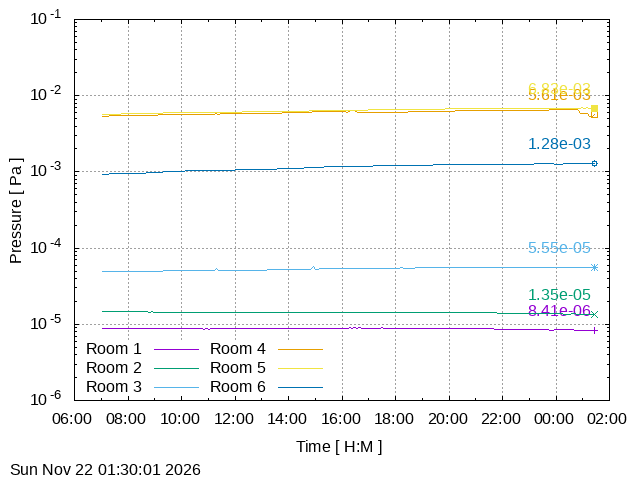 10^-1
10^-2
10^-3
10^-4
10^-5
10^-6
Pressure [ Pa ]
6.82e-03
5.61e-03
1.28e-03
5.55e-05
1.35e-05
8.41e-06
Room 1 Room 4
Room 2 Room 5
Room 3 Room 6
06:00 08:00 10:00 12:00 14:00 16:00 18:00 20:00 22:00 00:00 02:00
Time [ H:M ]
Sun Nov 22 01:30:01 2026